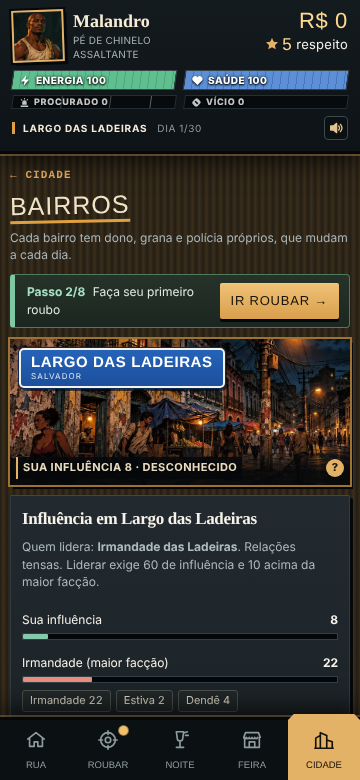 Malandro
PÉ DE CHINELO
ASSALTANTE
R$ 0
5 respeito
ENERGIA 100
SAÚDE 100
PROCURADO 0
VÍCIO 0
LARGO DAS LADEIRAS DIA 1/30
← CIDADE
BAIRROS
Cada bairro tem dono, grana e polícia próprios, que mudam
a cada dia.
Passo 2/8 Faça seu primeiro
roubo
IR ROUBAR →
LARGO DAS LADEIRAS
SALVADOR
SUA INFLUÊNCIA 8 · DESCONHECIDO
?
Influência em Largo das Ladeiras
Quem lidera: Irmandade das Ladeiras. Relações
tensas. Liderar exige 60 de influência e 10 acima da
maior facção.
Sua influência 8
Irmandade (maior facção) 22
Irmandade 22 Estiva 2 Dendê 4
RUA ROUBAR NOITE FEIRA CIDADE